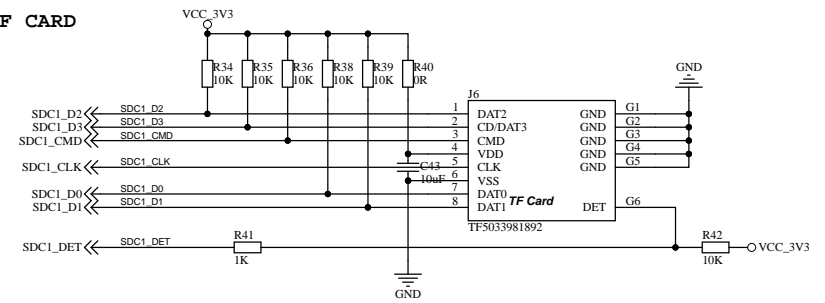 F CARD
VCC_3V3
R34 R35 R36 R38 R39 R40
10K 10K 10K 10K 10K 0R
J6
GND
SDC1_D2 SDC1_D2 1 DAT2 GND G1
SDC1_D3 SDC1_D3 2 CD/DAT3 GND G2
SDC1_CMD SDC1_CMD 3 CMD GND G3
4 VDD GND G4
SDC1_CLK SDC1_CLK C43 5 CLK GND G5
10uF 6 VSS
SDC1_D0 SDC1_D0 7 DAT0
SDC1_D1 SDC1_D1 8 DAT1 TF Card DET G6
TF5033981892
SDC1_DET SDC1_DET R41 R42 VCC_3V3
1K 10K
GND